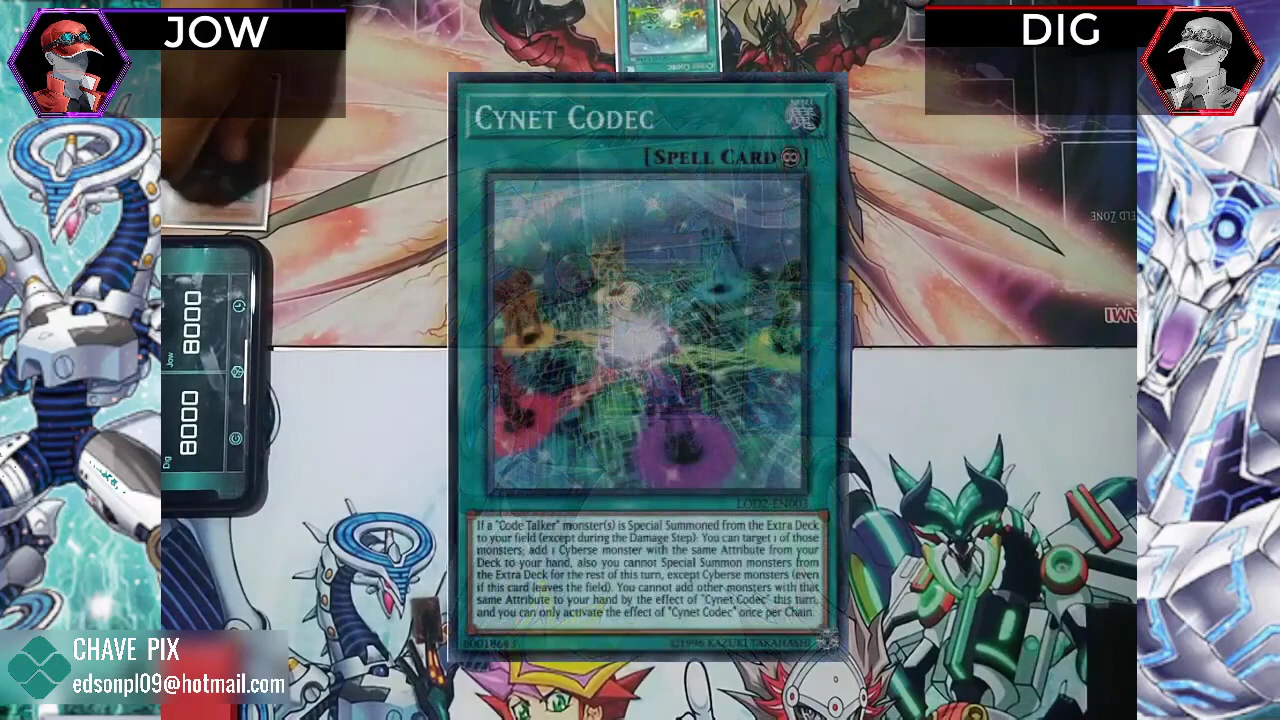 JOW
DIG
CYNET CODEC
[SPELL CARD]
LOD2-EN003
If a "Code Talker" monster(s) is Special Summoned from the Extra Deck
to your field (except during the Damage Step): You can target 1 of those
monsters; add 1 Cyberse monster with the same Attribute from your
Deck to your hand, also you cannot Special Summon monsters from
the Extra Deck for the rest of this turn, except Cyberse monsters (even
if this card leaves the field). You cannot add other monsters with that
same Attribute to your hand by the effect of "Cynet Codec" this turn,
and you can only activate the effect of "Cynet Codec" once per Chain.
©1996 KAZUKI TAKAHASHI
Jow
8000
Dig
8000
CHAVE PIX
edsonpl09@hotmail.com